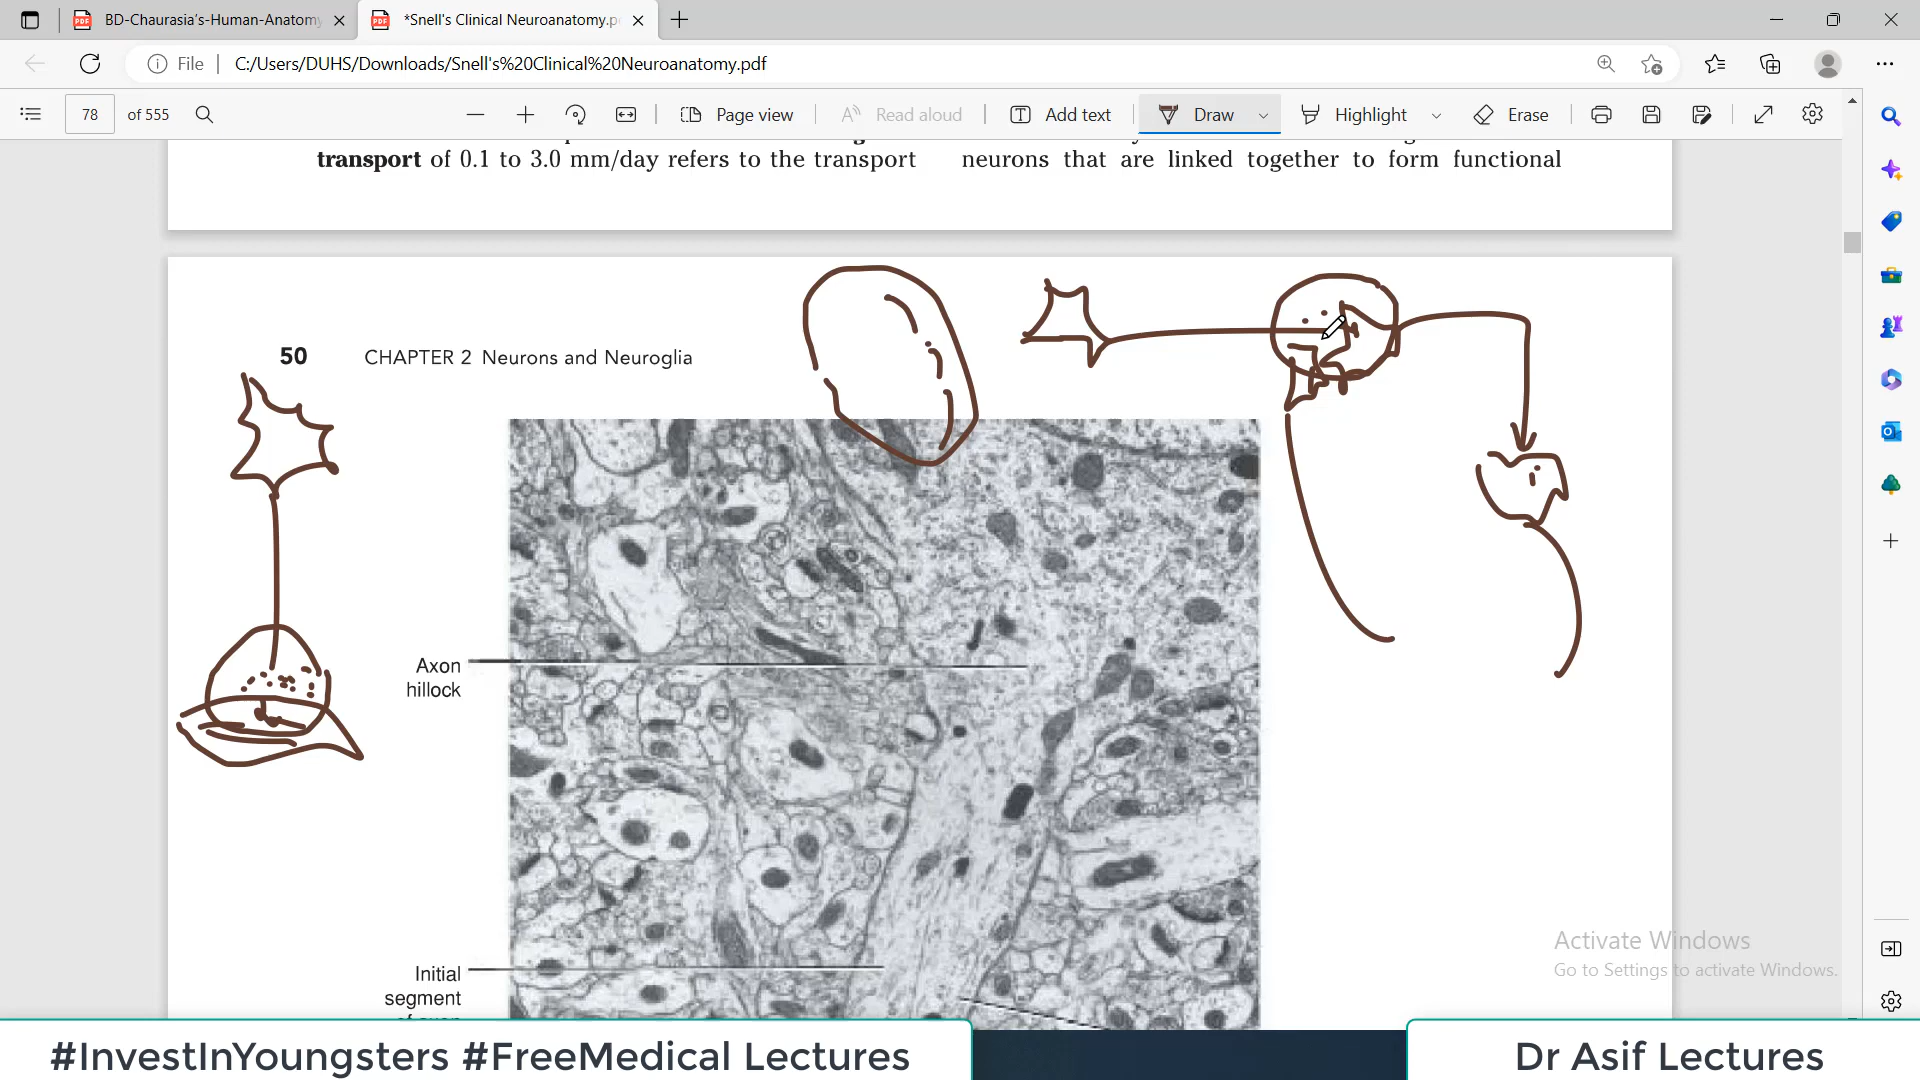 BD-Chaurasia's-Human-Anatomy
*Snell's Clinical Neuroanatomy.p
File
C:/Users/DUHS/Downloads/Snell's%20Clinical%20Neuroanatomy.pdf
78 of 555
Page view
Read aloud
Add text
Draw
Highlight
Erase
transport of 0.1 to 3.0 mm/day refers to the transport
neurons that are linked together to form functional
50 CHAPTER 2 Neurons and Neuroglia
Axon
hillock
Initial
segment
Activate Windows
Go to Settings to activate Windows.
#InvestInYoungsters #FreeMedical Lectures
Dr Asif Lectures